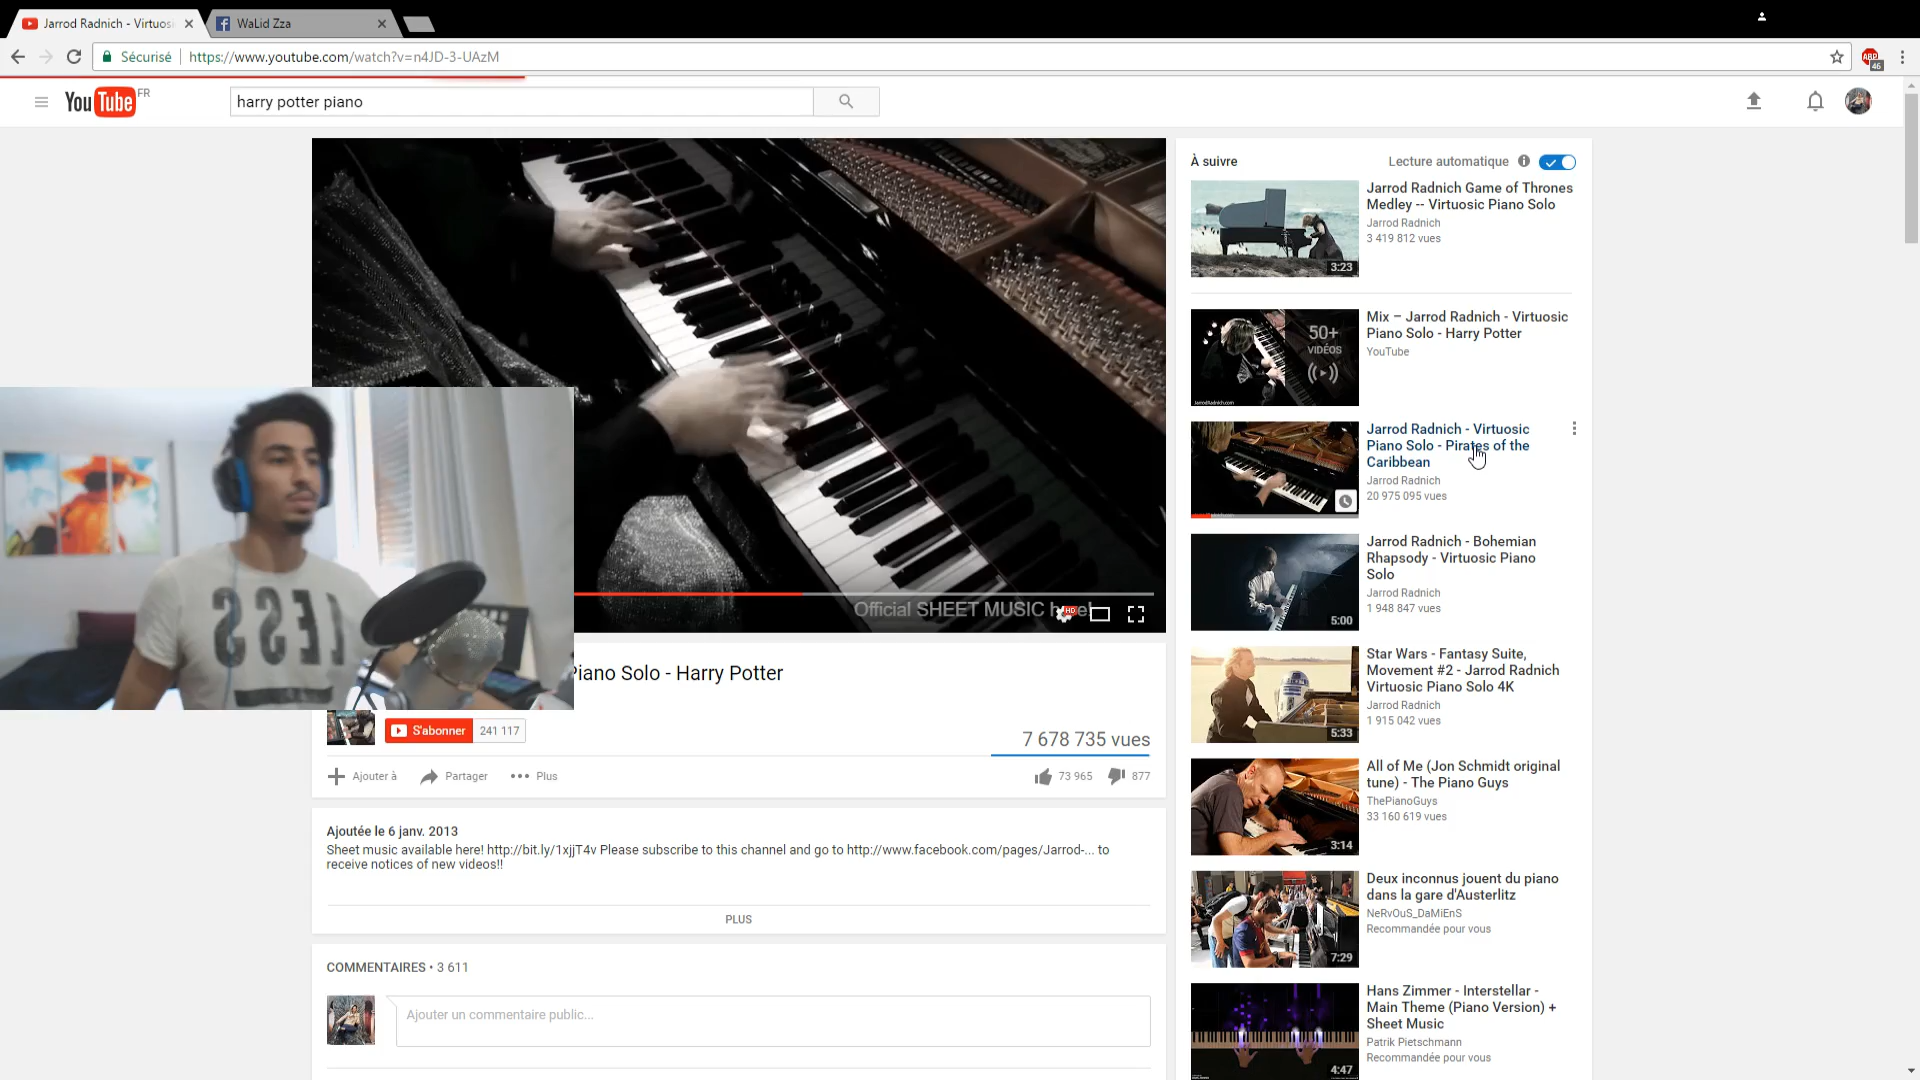 Jarrod Radnich - Virtuos
WaLid Zza
Sécurisé
https://www.youtube.com/watch?v=n4JD-3-UAzM
ABP
46
YouTube FR
harry potter piano
À suivre
Lecture automatique
Jarrod Radnich Game of Thrones
Medley -- Virtuosic Piano Solo
Jarrod Radnich
3 419 812 vues
3:23
50+
VIDÉOS
Mix – Jarrod Radnich - Virtuosic
Piano Solo - Harry Potter
YouTube
Jarrod Radnich - Virtuosic
Piano Solo - Pirates of the
Caribbean
Jarrod Radnich
20 975 095 vues
Jarrod Radnich - Bohemian
Rhapsody - Virtuosic Piano
Solo
Jarrod Radnich
1 948 847 vues
5:00
Star Wars - Fantasy Suite,
Movement #2 - Jarrod Radnich
Virtuosic Piano Solo 4K
Jarrod Radnich
1 915 042 vues
5:33
All of Me (Jon Schmidt original
tune) - The Piano Guys
ThePianoGuys
33 160 619 vues
3:14
Deux inconnus jouent du piano
dans la gare d'Austerlitz
NeRvOuS_DaMiEnS
Recommandée pour vous
7:29
Hans Zimmer - Interstellar -
Main Theme (Piano Version) +
Sheet Music
Patrik Pietschmann
Recommandée pour vous
4:47
Official SHEET MUSIC
HD
LESS
Piano Solo - Harry Potter
S'abonner
241 117
7 678 735 vues
Ajouter à
Partager
Plus
73 965
877
Ajoutée le 6 janv. 2013
Sheet music available here! http://bit.ly/1xjjT4v Please subscribe to this channel and go to http://www.facebook.com/pages/Jarrod-... to
receive notices of new videos!!
PLUS
COMMENTAIRES • 3 611
Ajouter un commentaire public...